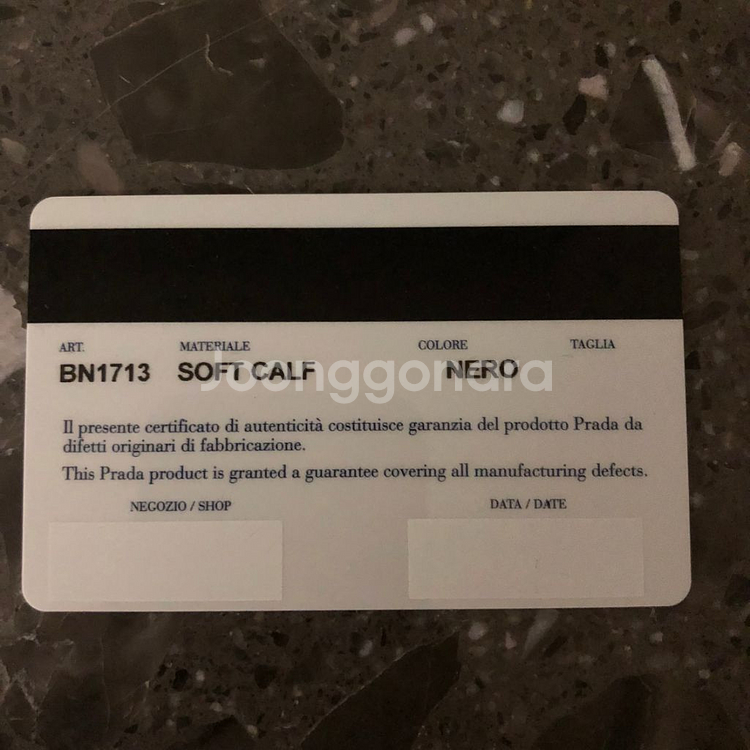 ART. MATERIALE COLORE TAGLIA
BN1713 SOFT CALF NERO
Joonggonara
Il presente certificato di autenticità costituisce garanzia del prodotto Prada da
difetti originari di fabbricazione.
This Prada product is granted a guarantee covering all manufacturing defects.
NEGOZIO / SHOP DATA / DATE